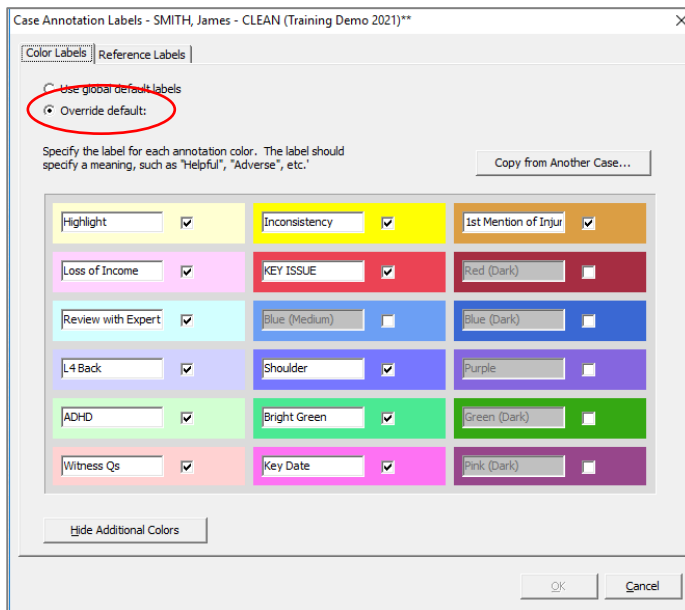 Case Annotation Labels - SMITH, James - CLEAN (Training Demo 2021)**
Color Labels Reference Labels
Use global default labels
Override default:
Specify the label for each annotation color. The label should
specify a meaning, such as "Helpful", "Adverse", etc.'
Copy from Another Case...
Highlight Inconsistency 1st Mention of Injur
Loss of Income KEY ISSUE Red (Dark)
Review with Expert Blue (Medium) Blue (Dark)
L4 Back Shoulder Purple
ADHD Bright Green Green (Dark)
Witness Qs Key Date Pink (Dark)
Hide Additional Colors
OK Cancel